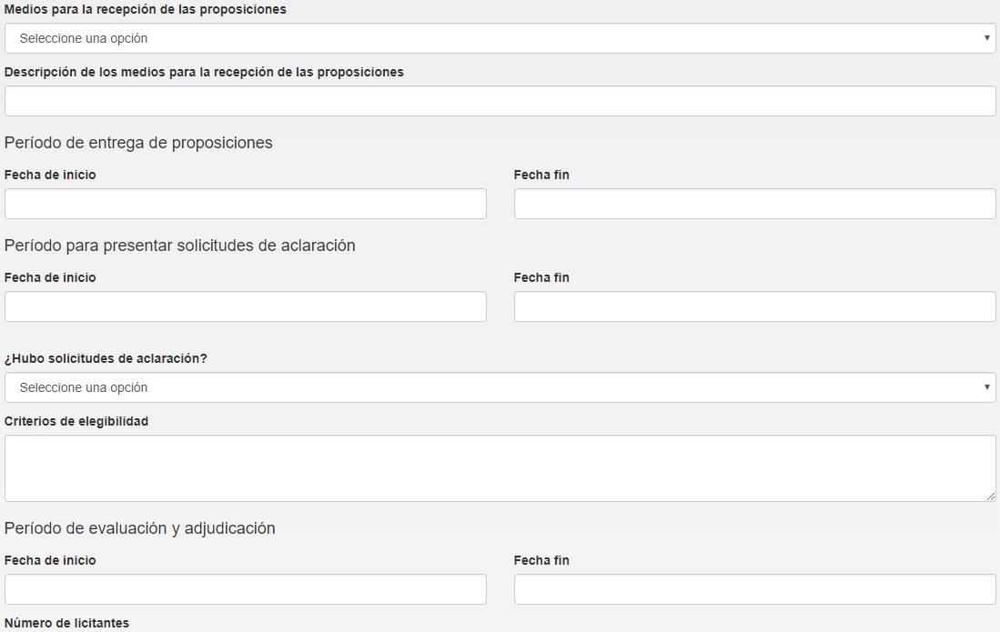 Medios para la recepción de las proposiciones
Seleccione una opción
Descripción de los medios para la recepción de las proposiciones
Período de entrega de proposiciones
Fecha de inicio
Fecha fin
Período para presentar solicitudes de aclaración
Fecha de inicio
Fecha fin
¿Hubo solicitudes de aclaración?
Seleccione una opción
Criterios de elegibilidad
Período de evaluación y adjudicación
Fecha de inicio
Fecha fin
Número de licitantes